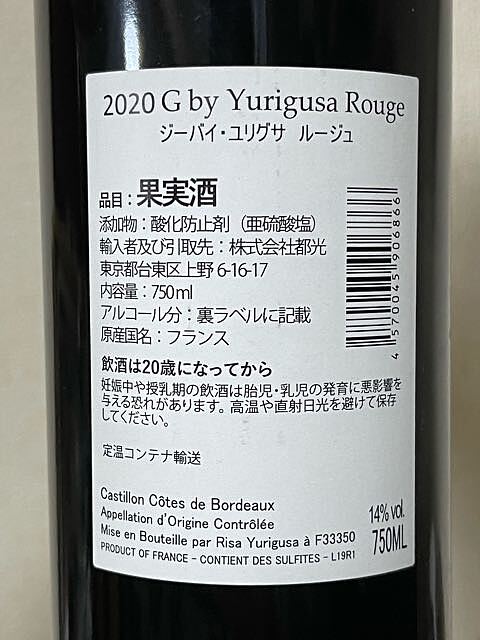 2020 G by Yurigusa Rouge
ジーバイ・ユリグサ ルージュ
品目：果実酒
添加物：酸化防止剤（亜硫酸塩）
輸入者及び引取先：株式会社都光
東京都台東区上野 6-16-17
内容量：750ml
アルコール分：裏ラベルに記載
原産国名：フランス
4 570045 906866
飲酒は20歳になってから
妊娠中や授乳期の飲酒は胎児・乳児の発育に悪影響を
与える恐れがあります。高温や直射日光を避けて保存
してください。
定温コンテナ輸送
Castillon Côtes de Bordeaux
Appellation d'Origine Contrôlée
Mise en Bouteille par Risa Yurigusa à F33350
PRODUCT OF FRANCE - CONTIENT DES SULFITES - L19R1
14% vol.
750ML